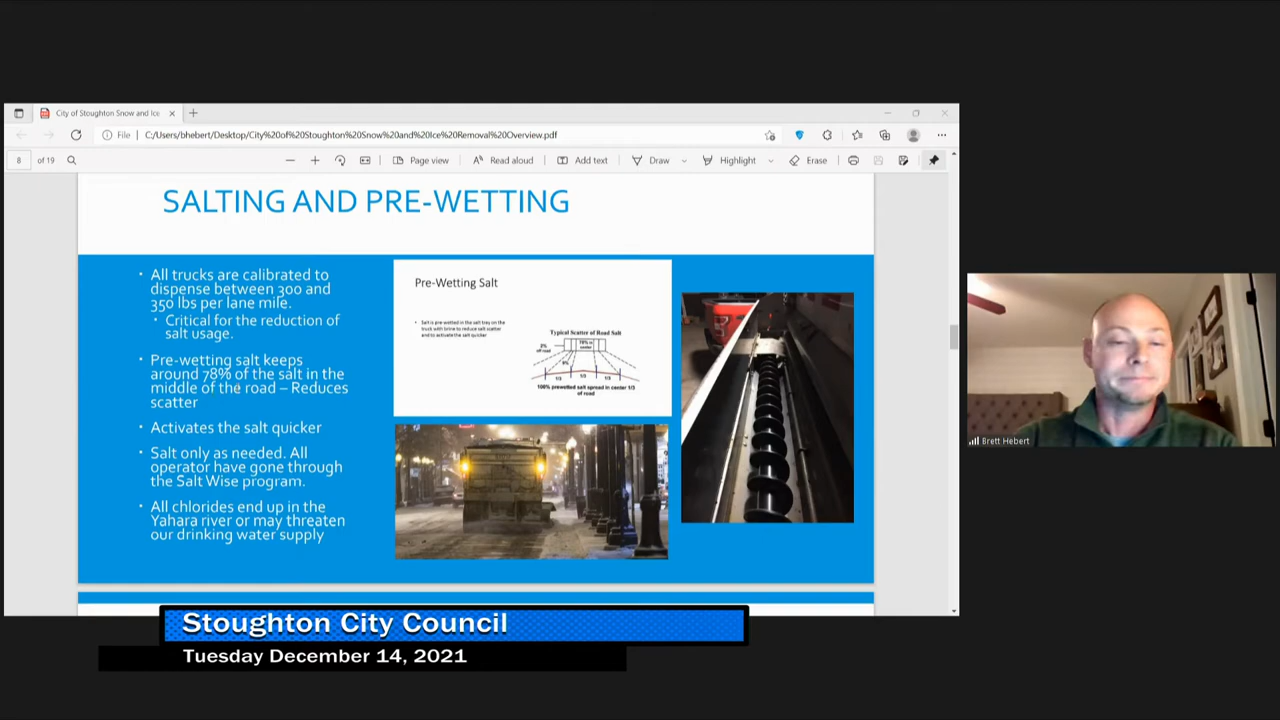 City of Stoughton Snow and Ice
File
C:/Users/bhebert/Desktop/City%20of%20Stoughton%20Snow%20and%20Ice%20Removal%20Overview.pdf
8 of 19
Page view
Read aloud
Add text
Draw
Highlight
Erase
SALTING AND PRE-WETTING
• All trucks are calibrated to
dispense between 300 and
350 lbs per lane mile.
• Critical for the reduction of
salt usage.
• Pre-wetting salt keeps
around 78% of the salt in the
middle of the road – Reduces
scatter
• Activates the salt quicker
• Salt only as needed. All
operator have gone through
the Salt Wise program.
• All chlorides end up in the
Yahara river or may threaten
our drinking water supply
Pre-Wetting Salt
• Salt is pre-wetted in the salt bay on the
truck with brine to reduce salt scatter
and to activate the salt quicker
Typical Scatter of Road Salt
2%
of road
78% in
center
1/3
1/3
1/3
100% prewetted salt spread in center 1/3
of road
Brett Hebert
Stoughton City Council
Tuesday December 14, 2021